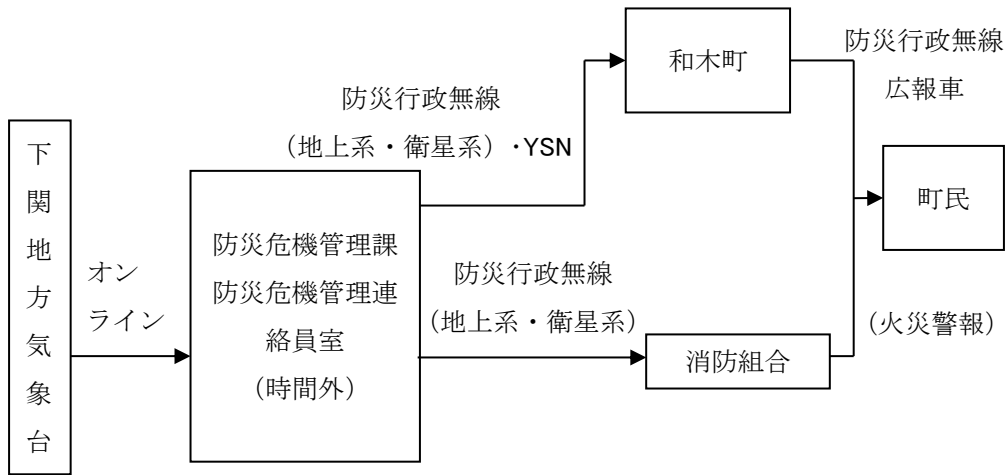 下関地方気象台
オン
ライン
防災危機管理課
防災危機管理連
絡員室
（時間外）
防災行政無線
（地上系・衛星系）・YSN
和木町
防災行政無線
（地上系・衛星系）
消防組合
防災行政無線
広報車
（火災警報）
町民